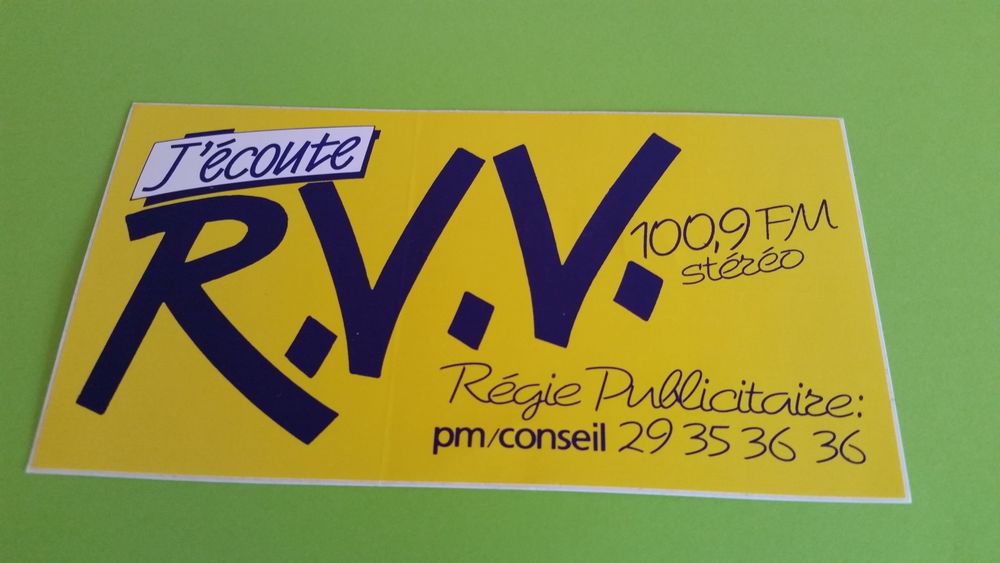 J'écoute
R.V.V.
100,9 FM
stéréo
Régie Publicitaire:
pm/conseil 29 35 36 36